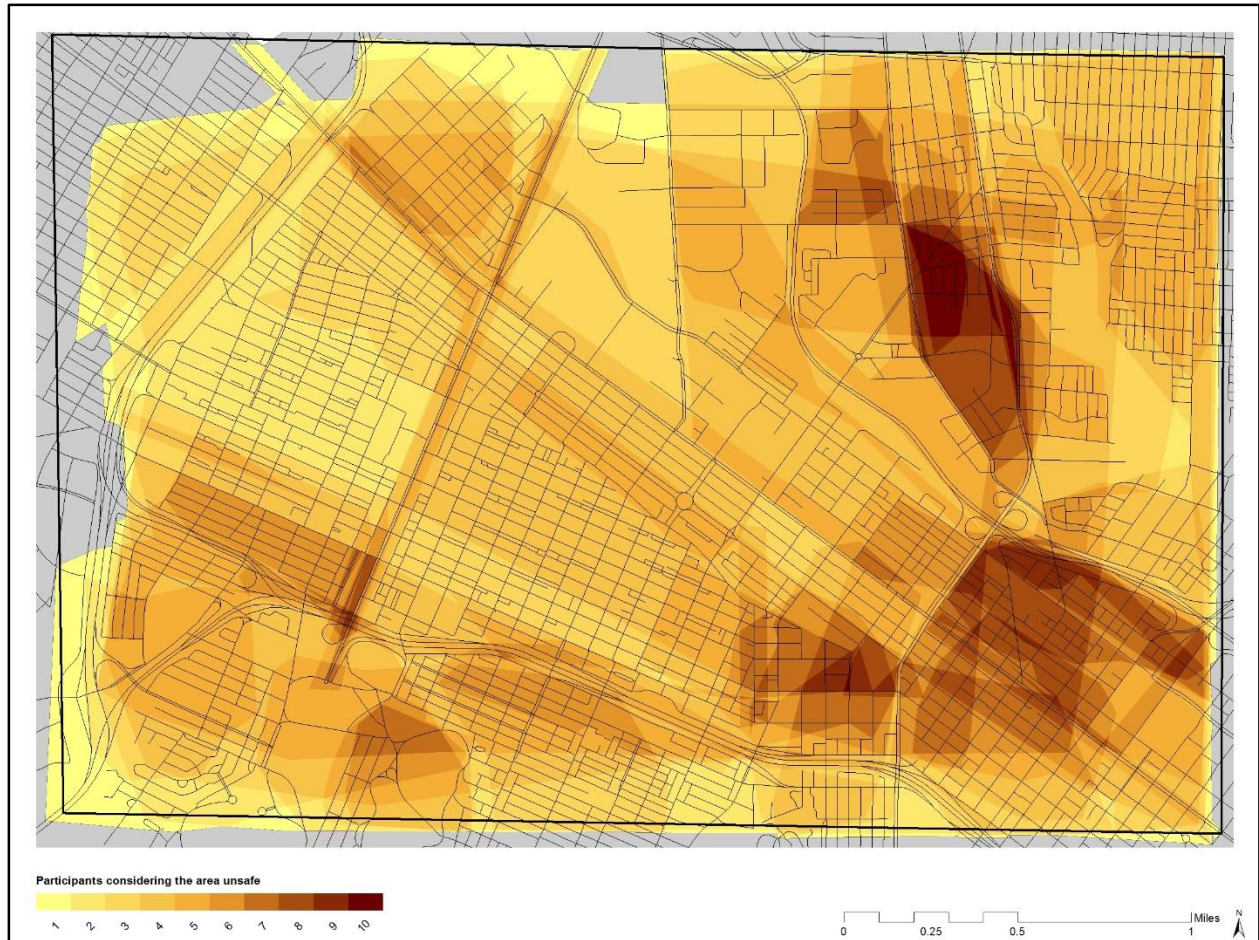 Participants considering the area unsafe
1 2 3 4 5 6 7 8 9 10
Miles
0 0.25 0.5 1
N